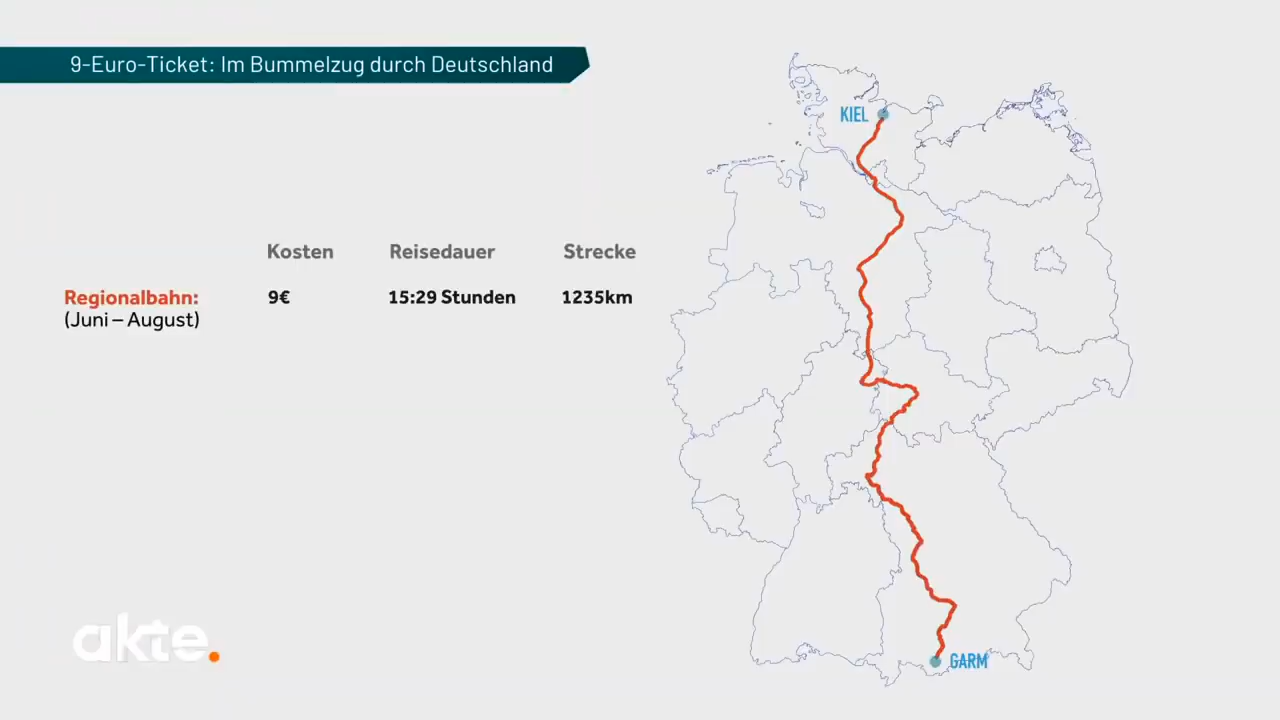 9-Euro-Ticket: Im Bummelzug durch Deutschland
KIEL
Kosten Reisedauer Strecke
Regionalbahn: 9€ 15:29 Stunden 1235km
(Juni – August)
akte.
GARM